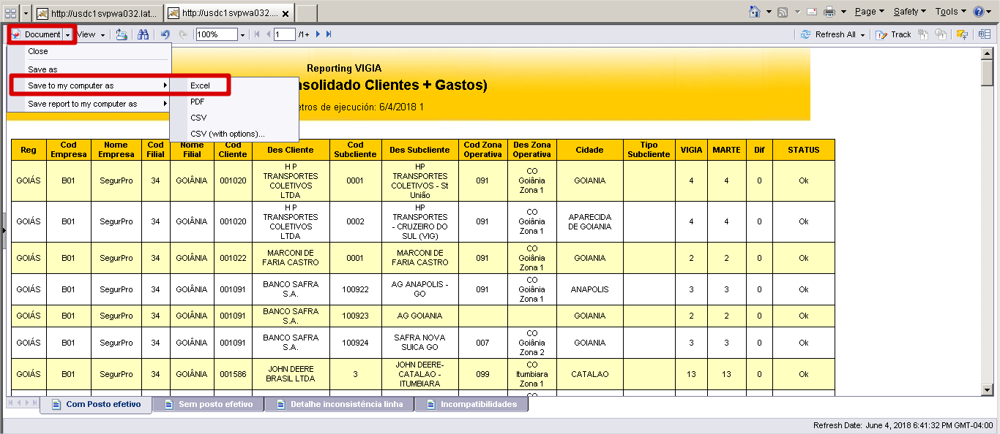 http://usdc1svpwa032.lat... http://usdc1svpwa032....
Page Safety Tools
Document View 100% 1 /1+ Refresh All Track
Close
Save as
Save to my computer as
Save report to my computer as
Excel
PDF
CSV
CSV (with options)...
Reporting VIGIA
solidado Clientes + Gastos)
etros de ejecución: 6/4/2018 1
Reg Cod Empresa Nome Empresa Cod Filial Nome Filial Cod Cliente Des Cliente Cod Subcliente Des Subcliente Cod Zona Operativa Des Zona Operativa Cidade Tipo Subcliente VIGIA MARTE Dif STATUS
GOIÁS B01 SegurPro 34 GOIÂNIA 001020 H P TRANSPORTES COLETIVOS LTDA 0001 HP TRANSPORTES COLETIVOS - St União 091 CO Goiânia Zona 1 GOIANIA 4 4 0 Ok
GOIÁS B01 SegurPro 34 GOIÂNIA 001020 H P TRANSPORTES COLETIVOS LTDA 0002 HP TRANSPORTES - CRUZEIRO DO SUL (VIG) 091 CO Goiânia Zona 1 APARECIDA DE GOIANIA 4 4 0 Ok
GOIÁS B01 SegurPro 34 GOIÂNIA 001022 MARCONI DE FARIA CASTRO 0001 MARCONI DE FARIA CASTRO 091 CO Goiânia Zona 1 GOIANIA 2 2 0 Ok
GOIÁS B01 SegurPro 34 GOIÂNIA 001091 BANCO SAFRA S.A. 100922 AG ANAPOLIS - GO 091 CO Goiânia Zona 1 ANAPOLIS 3 3 0 Ok
GOIÁS B01 SegurPro 34 GOIÂNIA 001091 BANCO SAFRA S.A. 100923 AG GOIANIA GOIANIA 2 2 0 Ok
GOIÁS B01 SegurPro 34 GOIÂNIA 001091 BANCO SAFRA S.A. 100924 SAFRA NOVA SUICA GO 007 CO Goiânia Zona 2 GOIANIA 3 3 0 Ok
GOIÁS B01 SegurPro 34 GOIÂNIA 001586 JOHN DEERE BRASIL LTDA 3 JOHN DEERE- CATALAO - ITUMBIARA 099 CO Itumbiara Zona 1 CATALAO 13 13 0 Ok
CO
Com Posto efetivo Sem posto efetivo Detalhe inconsistência linha Incompatibilidades
Refresh Date: June 4, 2018 6:41:32 PM GMT-04:00